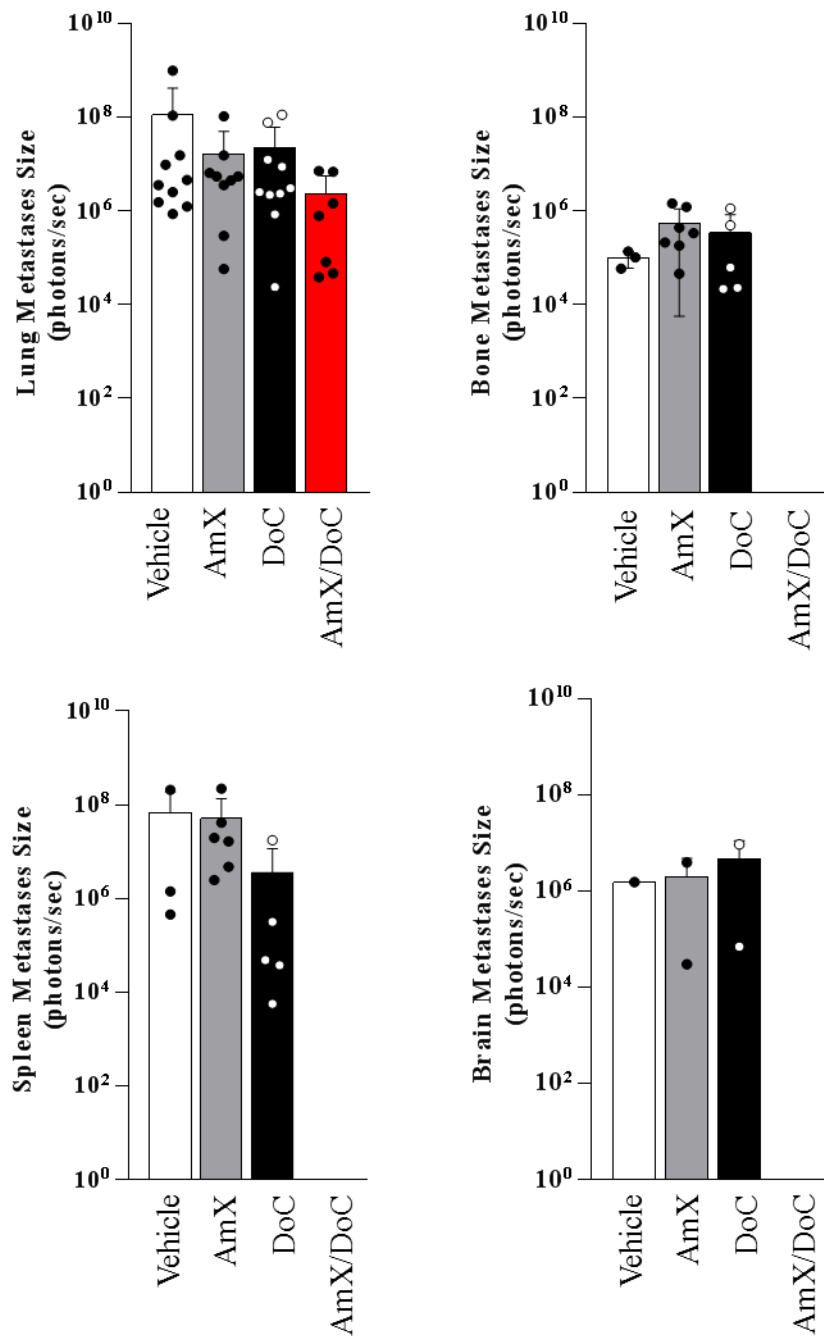 Lung Metastases Size
(photons/sec)
10^10
10^8
10^6
10^4
10^2
10^0
Vehicle
AmX
DoC
AmX/DoC
Bone Metastases Size
(photons/sec)
10^10
10^8
10^6
10^4
10^2
10^0
Vehicle
AmX
DoC
AmX/DoC
Spleen Metastases Size
(photons/sec)
10^10
10^8
10^6
10^4
10^2
10^0
Vehicle
AmX
DoC
AmX/DoC
Brain Metastases Size
(photons/sec)
10^10
10^8
10^6
10^4
10^2
10^0
Vehicle
AmX
DoC
AmX/DoC